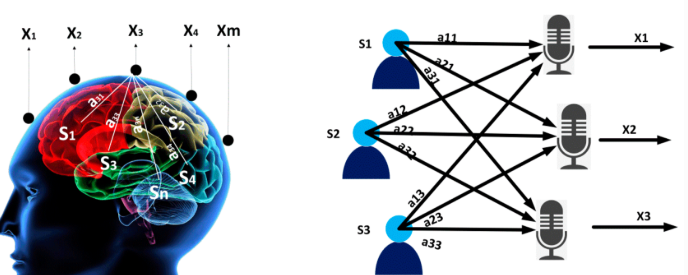 X1 X2 X3 X4 Xm
a31
a33
S1
S2
S3
S4
Sn
S1
a11
a21
a31
X1
S2
a12
a22
a32
X2
S3
a13
a23
a33
X3